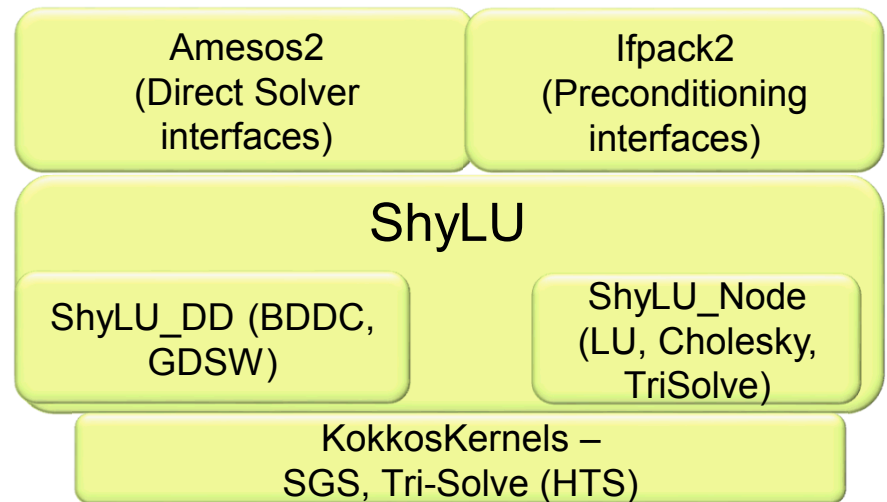 Amesos2
(Direct Solver
interfaces)
Ifpack2
(Preconditioning
interfaces)
ShyLU
ShyLU_DD (BDDC,
GDSW)
ShyLU_Node
(LU, Cholesky,
TriSolve)
KokkosKernels –
SGS, Tri-Solve (HTS)